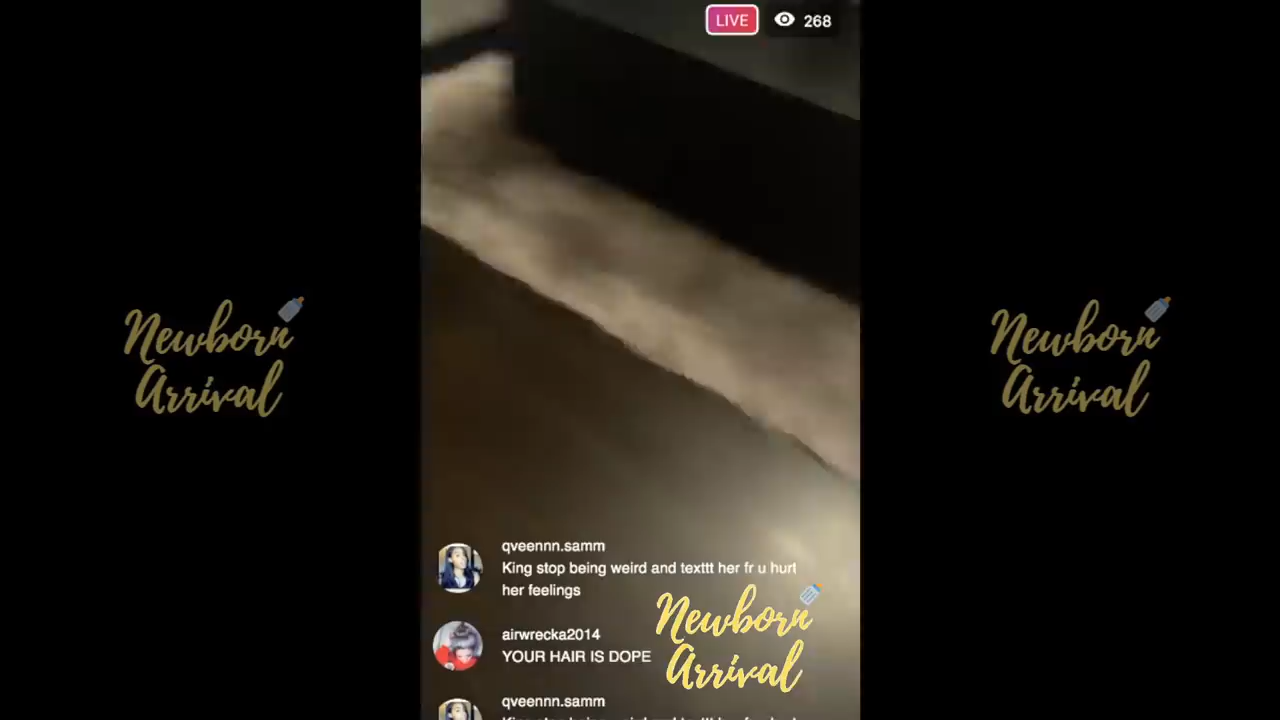 LIVE 268
Newborn
Arrival
Newborn
Arrival
qveennn.samm
King stop being weird and texttt her fr u hurt
her feelings
airwrecka2014
YOUR HAIR IS DOPE
Newborn
Arrival
qveennn.samm